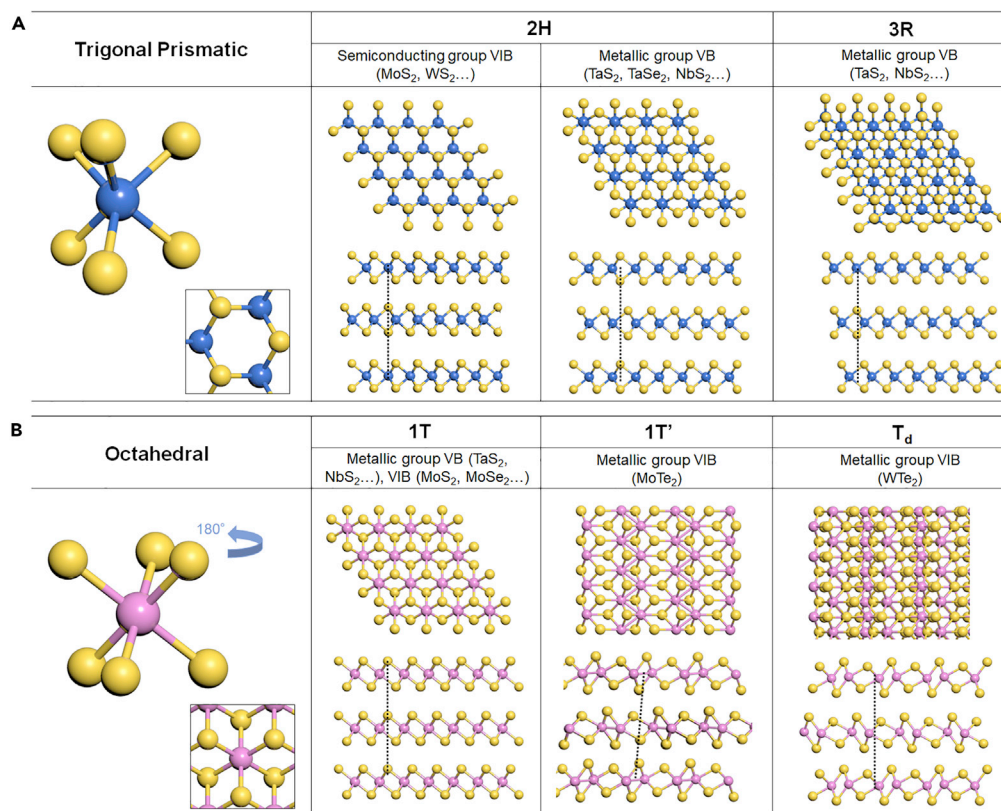 A
Trigonal Prismatic
2H
3R
Semiconducting group VIB
(MoS₂, WS₂...)
Metallic group VB
(TaS₂, TaSe₂, NbS₂...)
Metallic group VB
(TaS₂, NbS₂...)
B
Octahedral
1T
1T'
T_d
Metallic group VB (TaS₂,
NbS₂...), VIB (MoS₂, MoSe₂...)
Metallic group VIB
(MoTe₂)
Metallic group VIB
(WTe₂)
180°